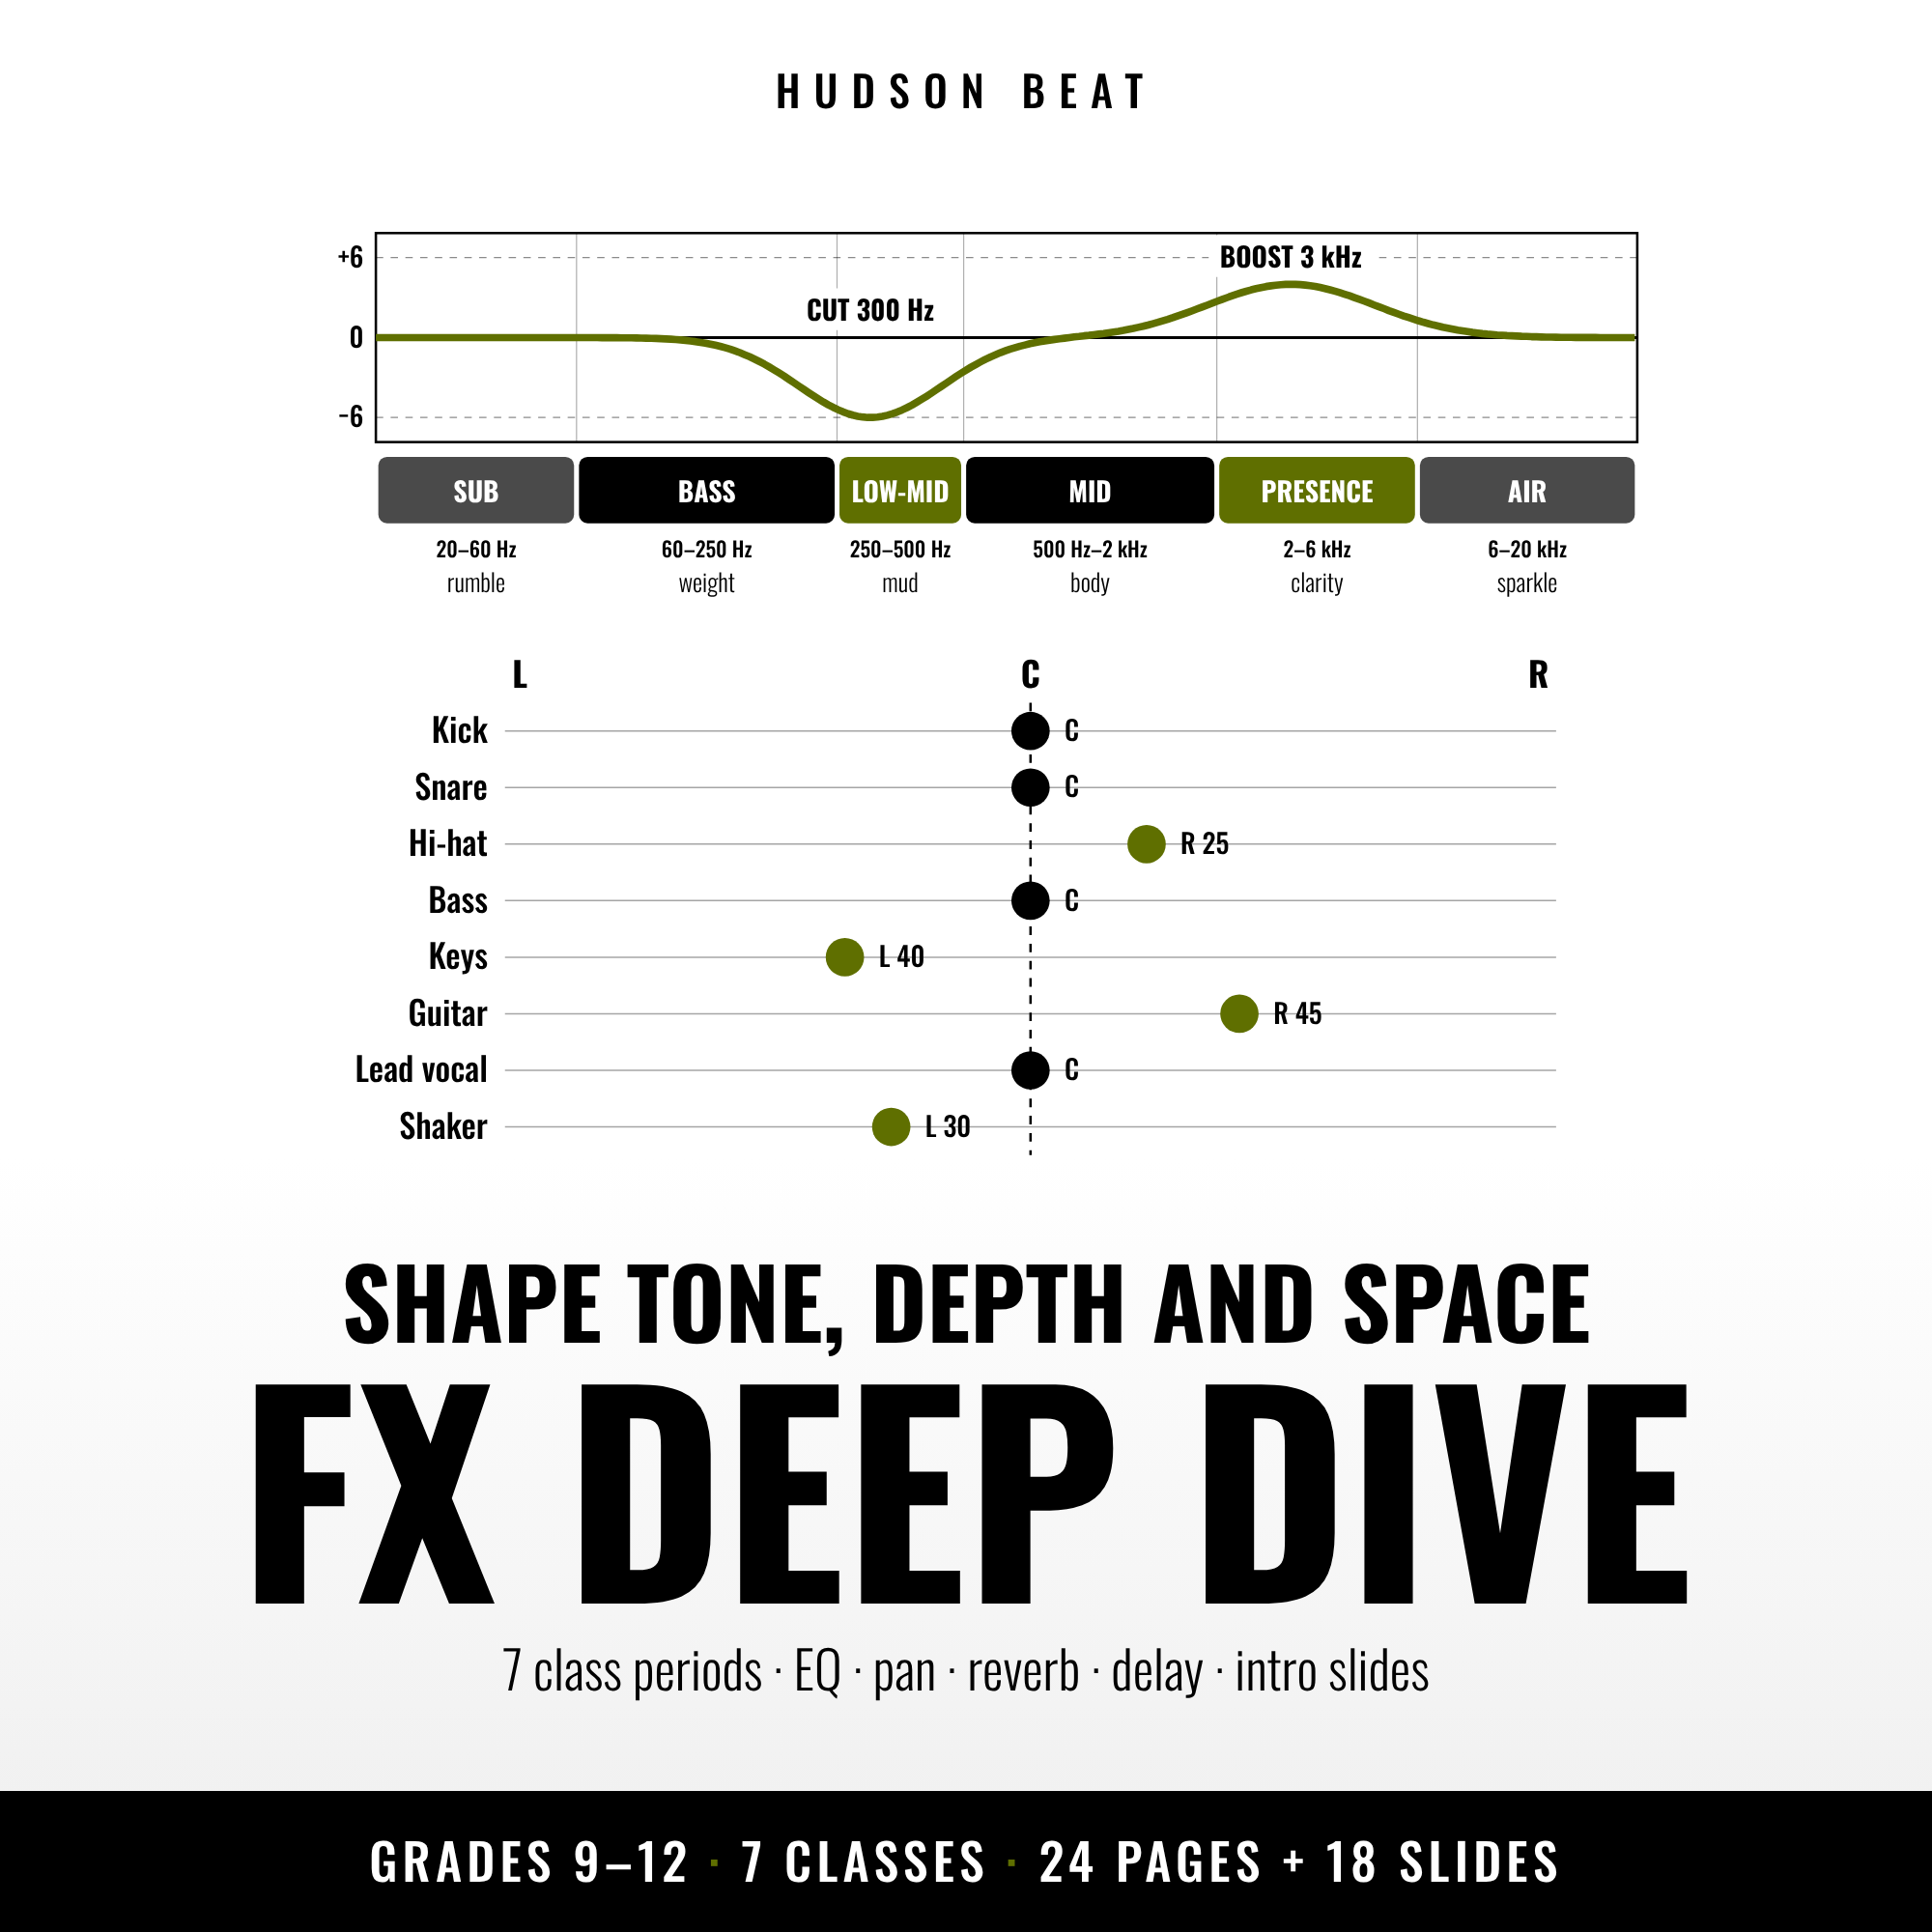 HUDSON BEAT
+6
BOOST 3 kHz
CUT 300 Hz
0
−6
SUB BASS LOW-MID MID PRESENCE AIR
20–60 Hz 60–250 Hz 250–500 Hz 500 Hz–2 kHz 2–6 kHz 6–20 kHz
rumble weight mud body clarity sparkle
L C R
Kick C
Snare C
Hi-hat R 25
Bass C
Keys L 40
Guitar R 45
Lead vocal C
Shaker L 30
SHAPE TONE, DEPTH AND SPACE
FX DEEP DIVE
7 class periods · EQ · pan · reverb · delay · intro slides
GRADES 9–12 · 7 CLASSES · 24 PAGES + 18 SLIDES